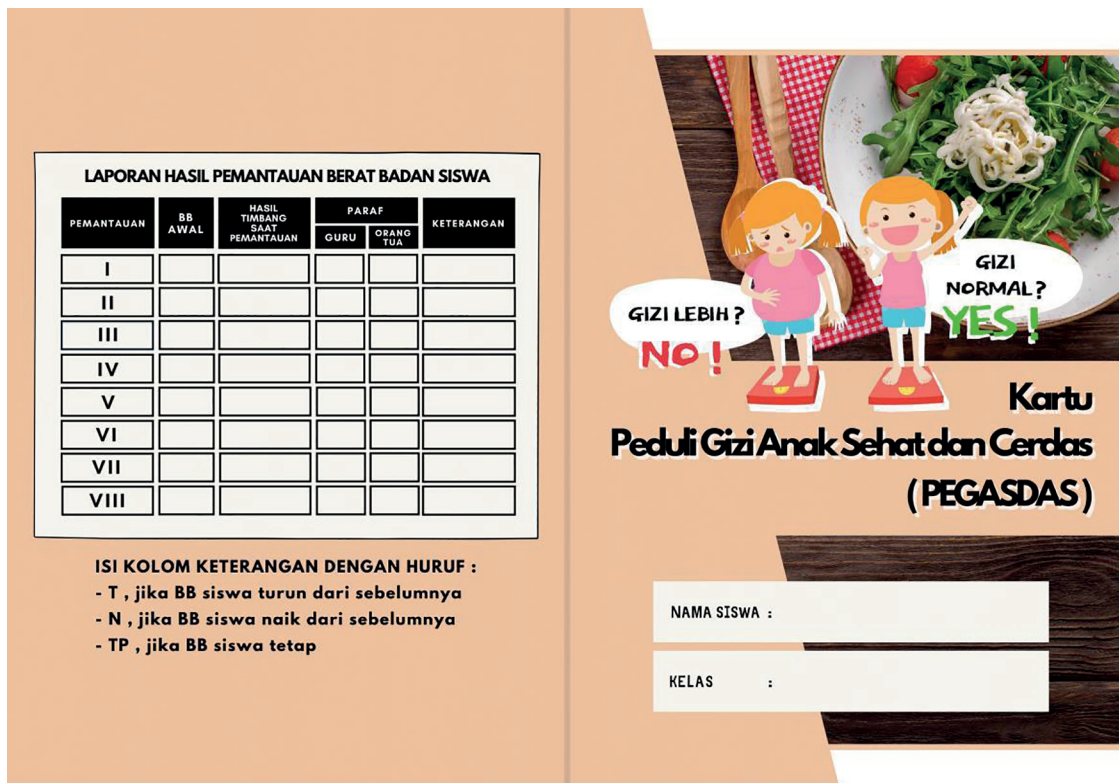 LAPORAN HASIL PEMANTAUAN BERAT BADAN SISWA
PEMANTAUAN
BB
AWAL
HASIL
TIMBANG
SAAT
PEMANTAUAN
PARAF
GURU
ORANG
TUA
KETERANGAN
I
II
III
IV
V
VI
VII
VIII
ISI KOLOM KETERANGAN DENGAN HURUF :
- T , jika BB siswa turun dari sebelumnya
- N , jika BB siswa naik dari sebelumnya
- TP , jika BB siswa tetap
GIZI LEBIH ?
NO !
GIZI
NORMAL?
YES !
Kartu
Peduli Gizi Anak Sehat dan Cerdas
( PEGASDAS )
NAMA SISWA :
KELAS :